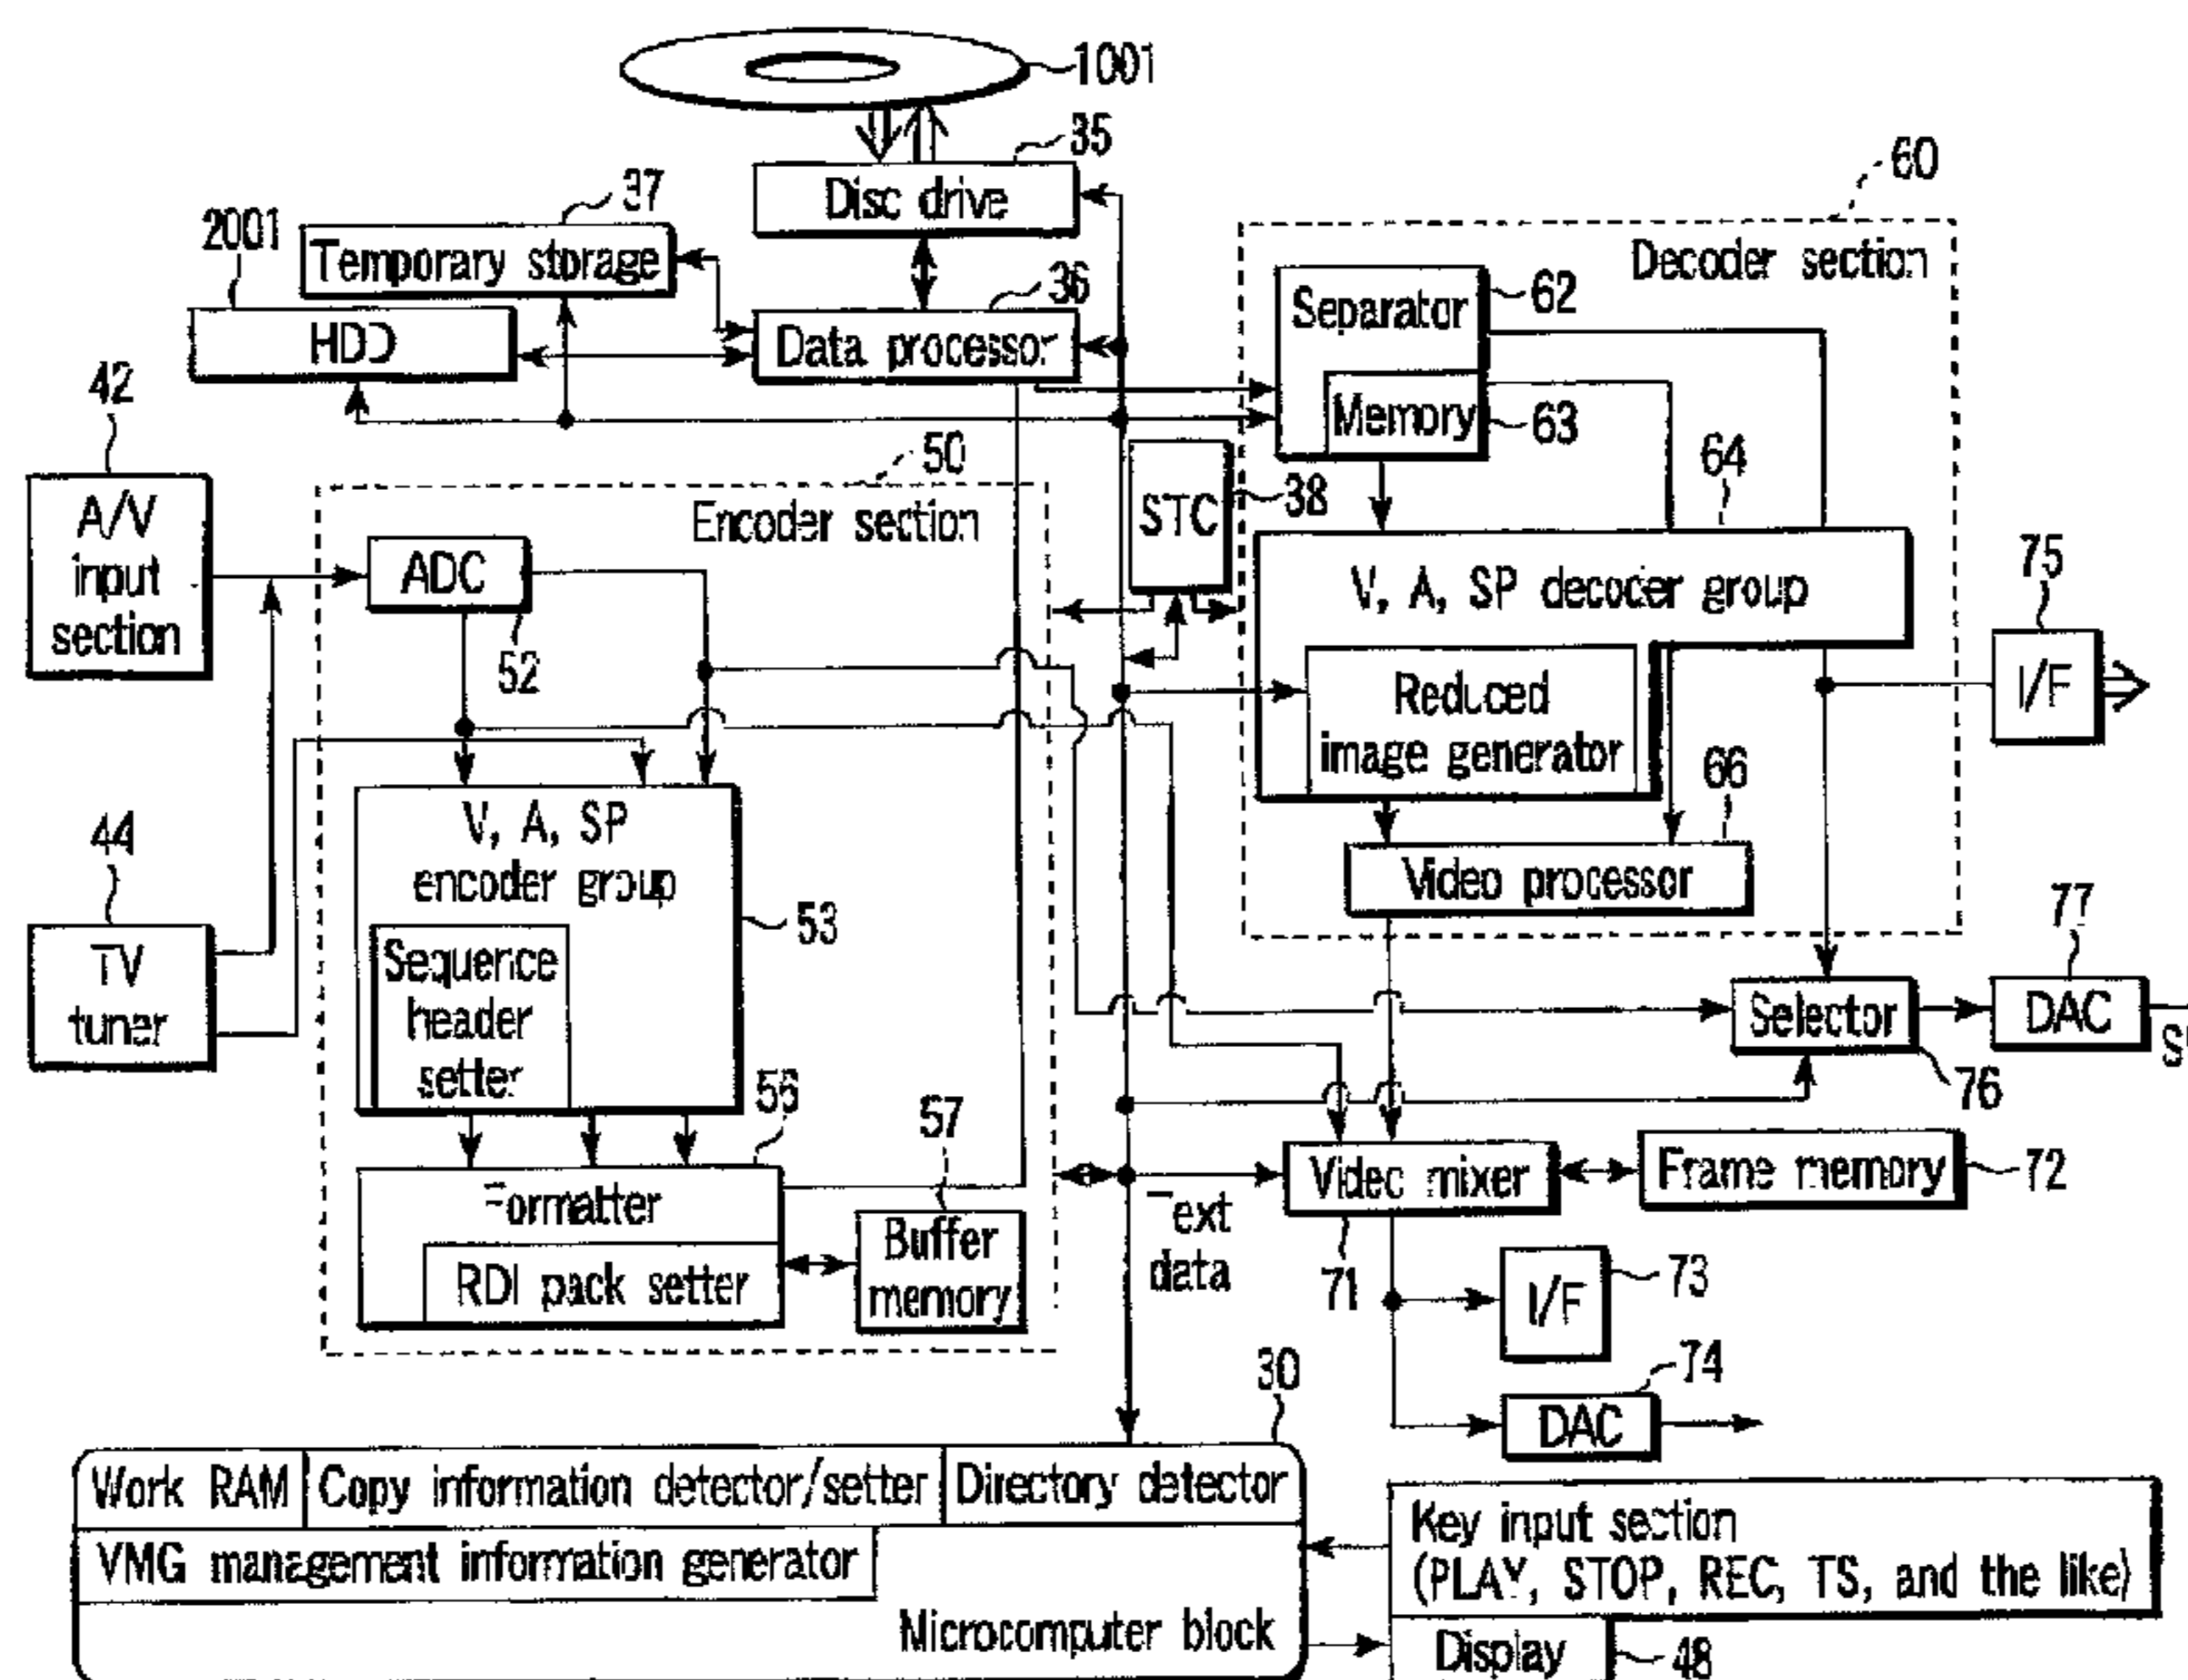 1001
35
Disc drive
60
37
Temporary storage
2001
HDD
36
Data processor
Decoder section
Separator
62
Memory
63
42
A/V
input
section
50
Encoder section
STC
38
64
V, A, SP decoder group
ADC
52
75
I/F
Reduced
image generator
66
Video processor
44
TV
tuner
V, A, SP
encoder group
53
Sequence
header
setter
77
Selector
DAC
76
56
57
Formatter
RDI pack setter
Buffer
memory
Text
data
Video mixer
71
Frame memory
72
I/F
73
74
DAC
30
Work RAM
Copy information detector/setter
Directory detector
VMG management information generator
Microcomputer block
Key input section
(PLAY, STOP, REC, TS, and the like)
Display
48